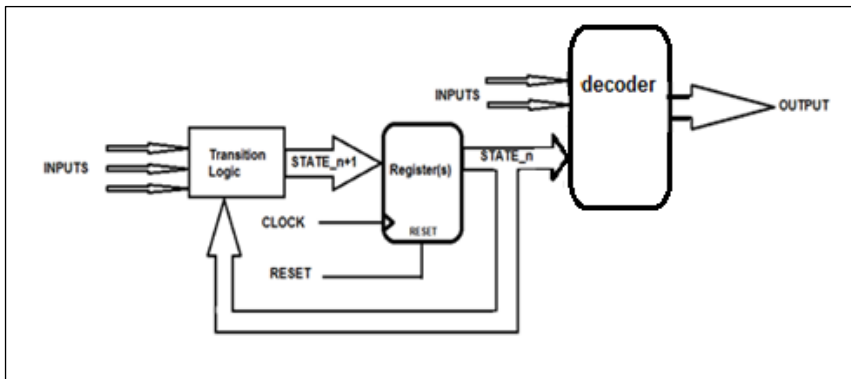 decoder
INPUTS
OUTPUT
INPUTS
Transition
Logic
STATE_n+1
Register(s)
STATE_n
CLOCK
RESET
RESET